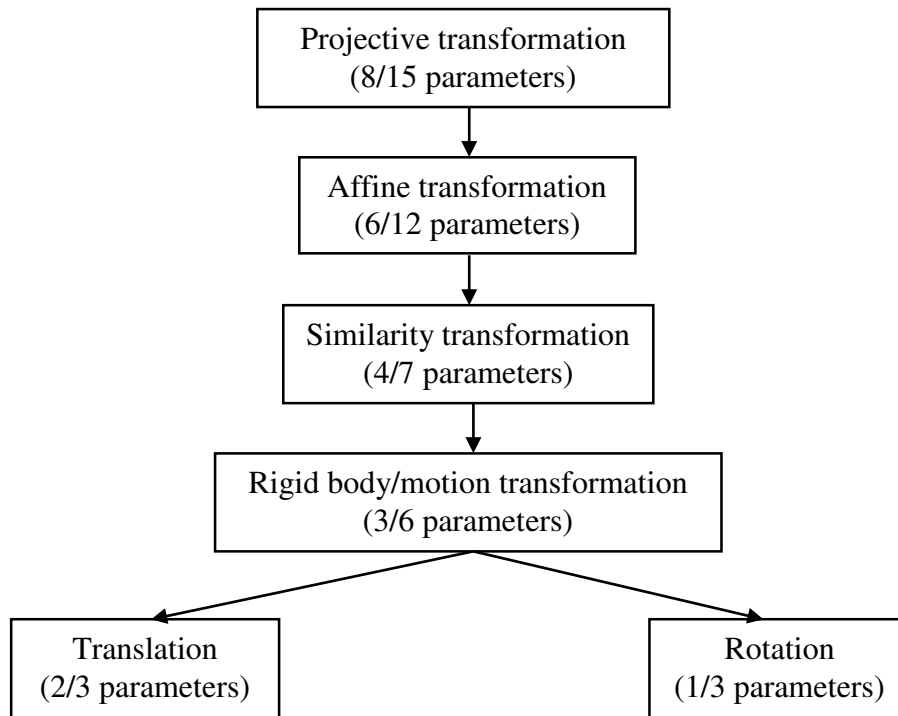 Projective transformation
(8/15 parameters)
Affine transformation
(6/12 parameters)
Similarity transformation
(4/7 parameters)
Rigid body/motion transformation
(3/6 parameters)
Translation
(2/3 parameters)
Rotation
(1/3 parameters)